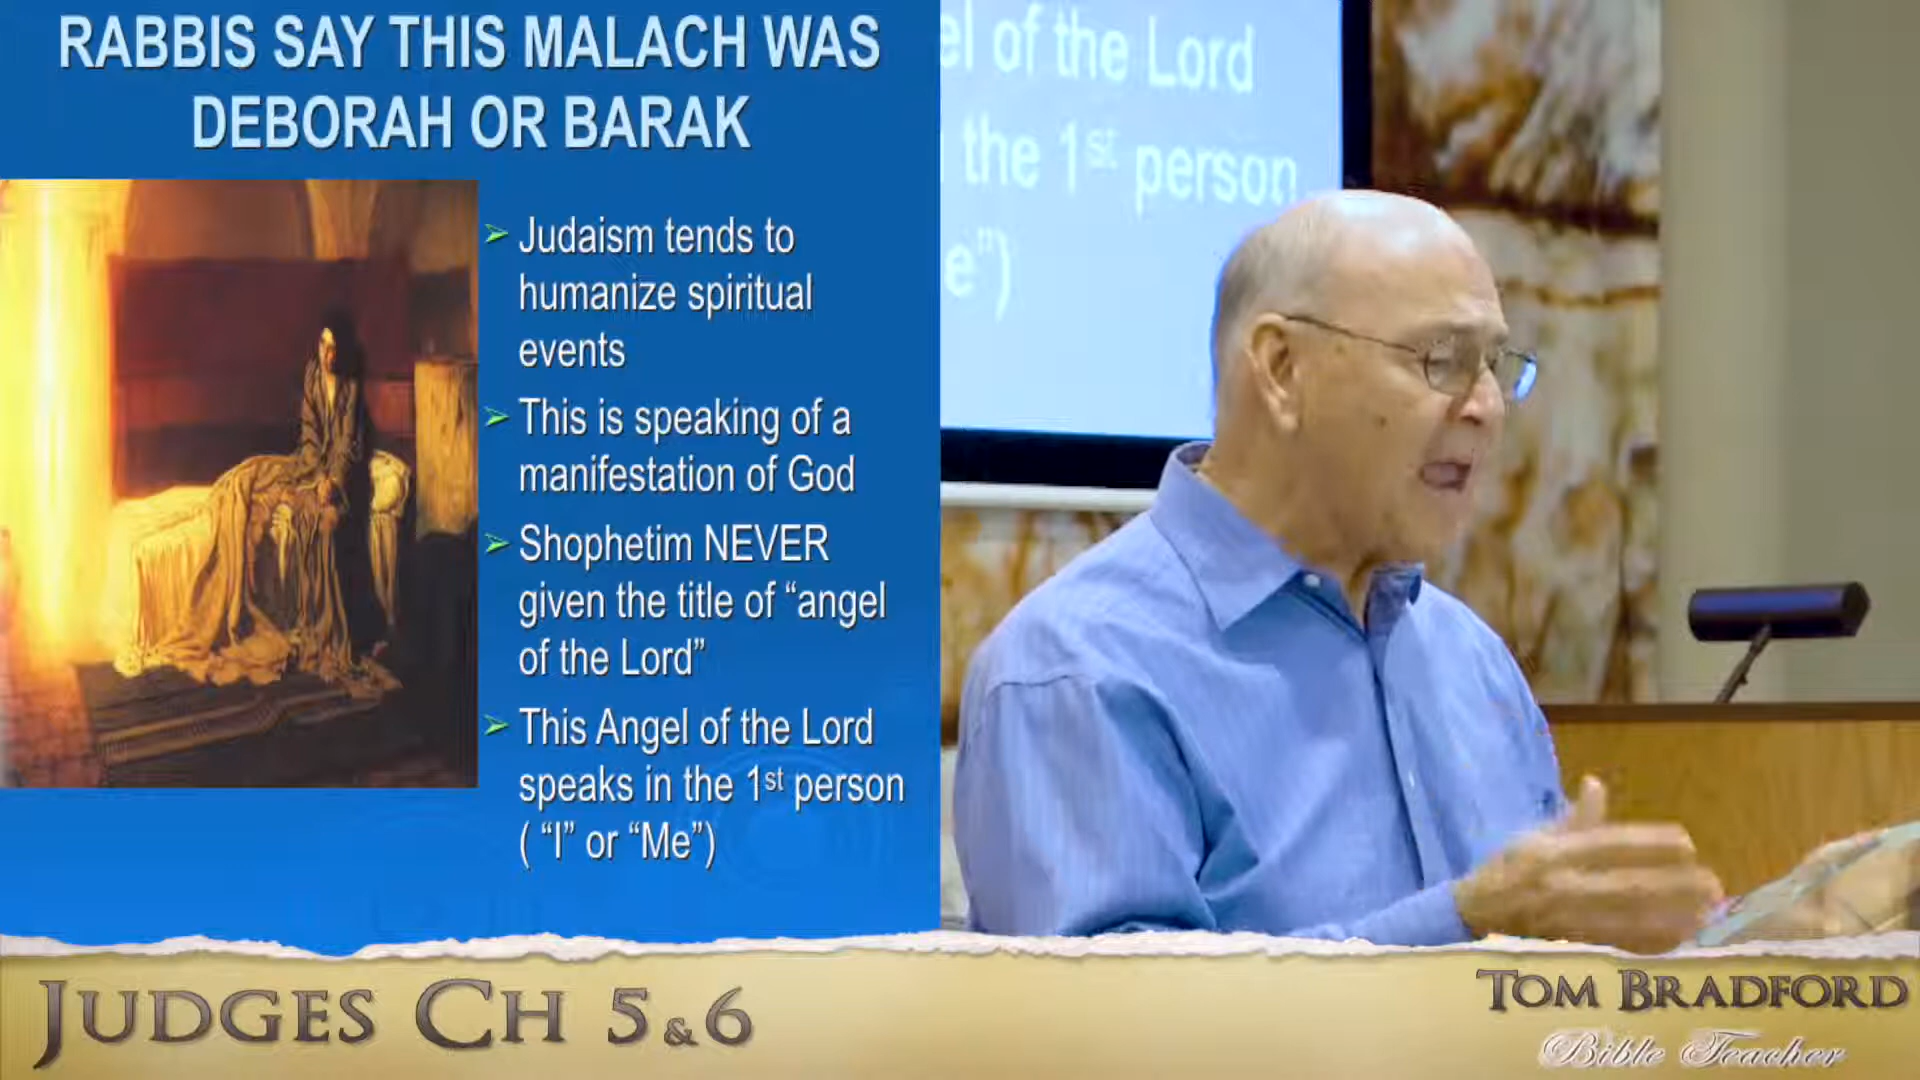 RABBIS SAY THIS MALACH WAS
DEBORAH OR BARAK
➢ Judaism tends to
humanize spiritual
events
➢ This is speaking of a
manifestation of God
➢ Shophetim NEVER
given the title of “angel
of the Lord”
➢ This Angel of the Lord
speaks in the 1st person
( “I” or “Me”)
el of the Lord
the 1st person
e”)
JUDGES CH 5&6
TOM BRADFORD
Bible Teacher